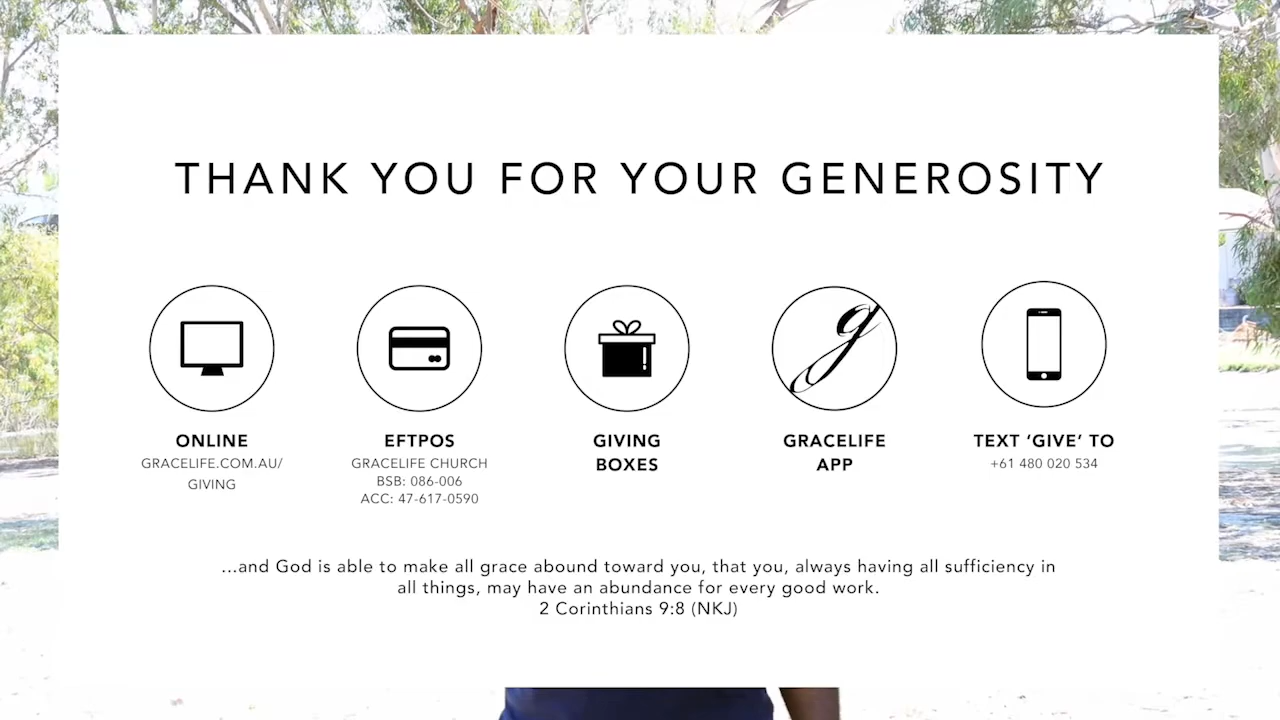 THANK YOU FOR YOUR GENEROSITY
ONLINE
GRACELIFE.COM.AU/
GIVING
EFTPOS
GRACELIFE CHURCH
BSB: 086-006
ACC: 47-617-0590
GIVING
BOXES
g
GRACELIFE
APP
TEXT ‘GIVE’ TO
+61 480 020 534
...and God is able to make all grace abound toward you, that you, always having all sufficiency in
all things, may have an abundance for every good work.
2 Corinthians 9:8 (NKJ)